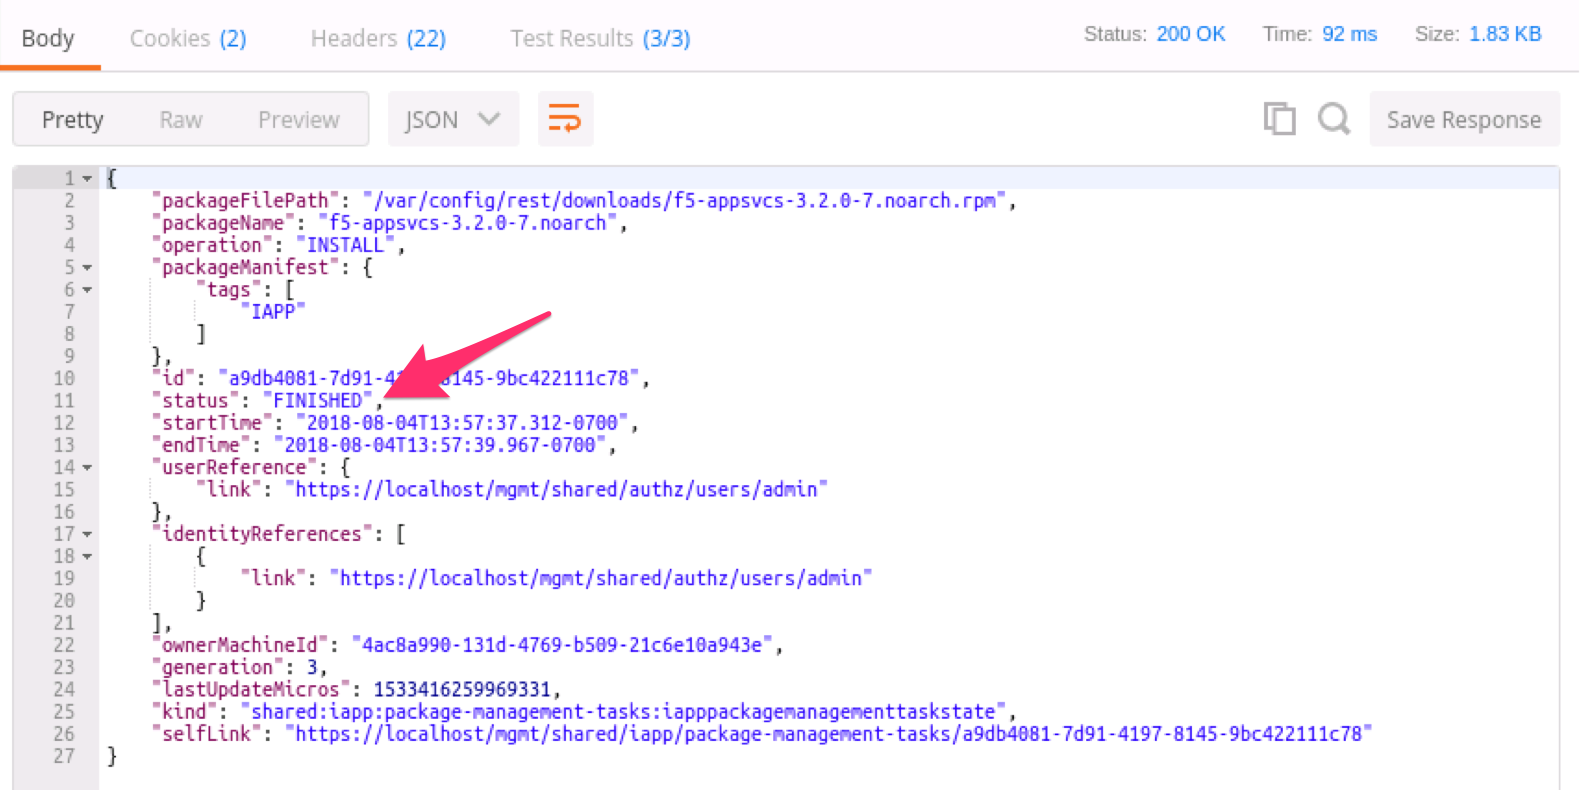 Body Cookies (2) Headers (22) Test Results (3/3) Status: 200 OK Time: 92 ms Size: 1.83 KB
Pretty Raw Preview JSON Save Response
1 {
2 "packageFilePath": "/var/config/rest/downloads/f5-appsvcs-3.2.0-7.noarch.rpm",
3 "packageName": "f5-appsvcs-3.2.0-7.noarch",
4 "operation": "INSTALL",
5 "packageManifest": {
6 "tags": [
7 "IAPP"
8 ]
9 },
10 "id": "a9db4081-7d91-4 8145-9bc422111c78",
11 "status": "FINISHED",
12 "startTime": "2018-08-04T13:57:37.312-0700",
13 "endTime": "2018-08-04T13:57:39.967-0700",
14 "userReference": {
15 "link": "https://localhost/mgmt/shared/authz/users/admin"
16 },
17 "identityReferences": [
18 {
19 "link": "https://localhost/mgmt/shared/authz/users/admin"
20 }
21 ],
22 "ownerMachineId": "4ac8a990-131d-4769-b509-21c6e10a943e",
23 "generation": 3,
24 "lastUpdateMicros": 1533416259969331,
25 "kind": "shared:iapp:package-management-tasks:iapppackagemanagementtaskstate",
26 "selfLink": "https://localhost/mgmt/shared/iapp/package-management-tasks/a9db4081-7d91-4197-8145-9bc422111c78"
27 }